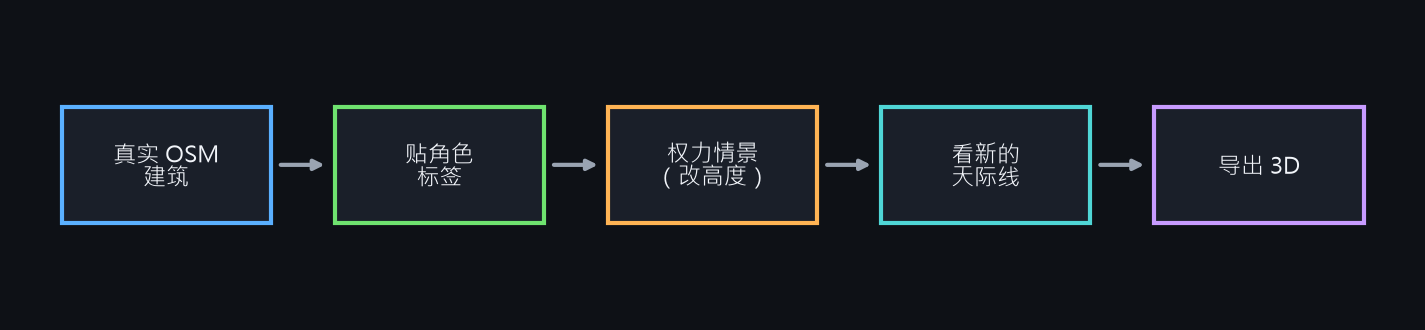 真实 OSM
建筑
贴角色
标签
权力情景
( 改高度 )
看新的
天际线
导出 3D